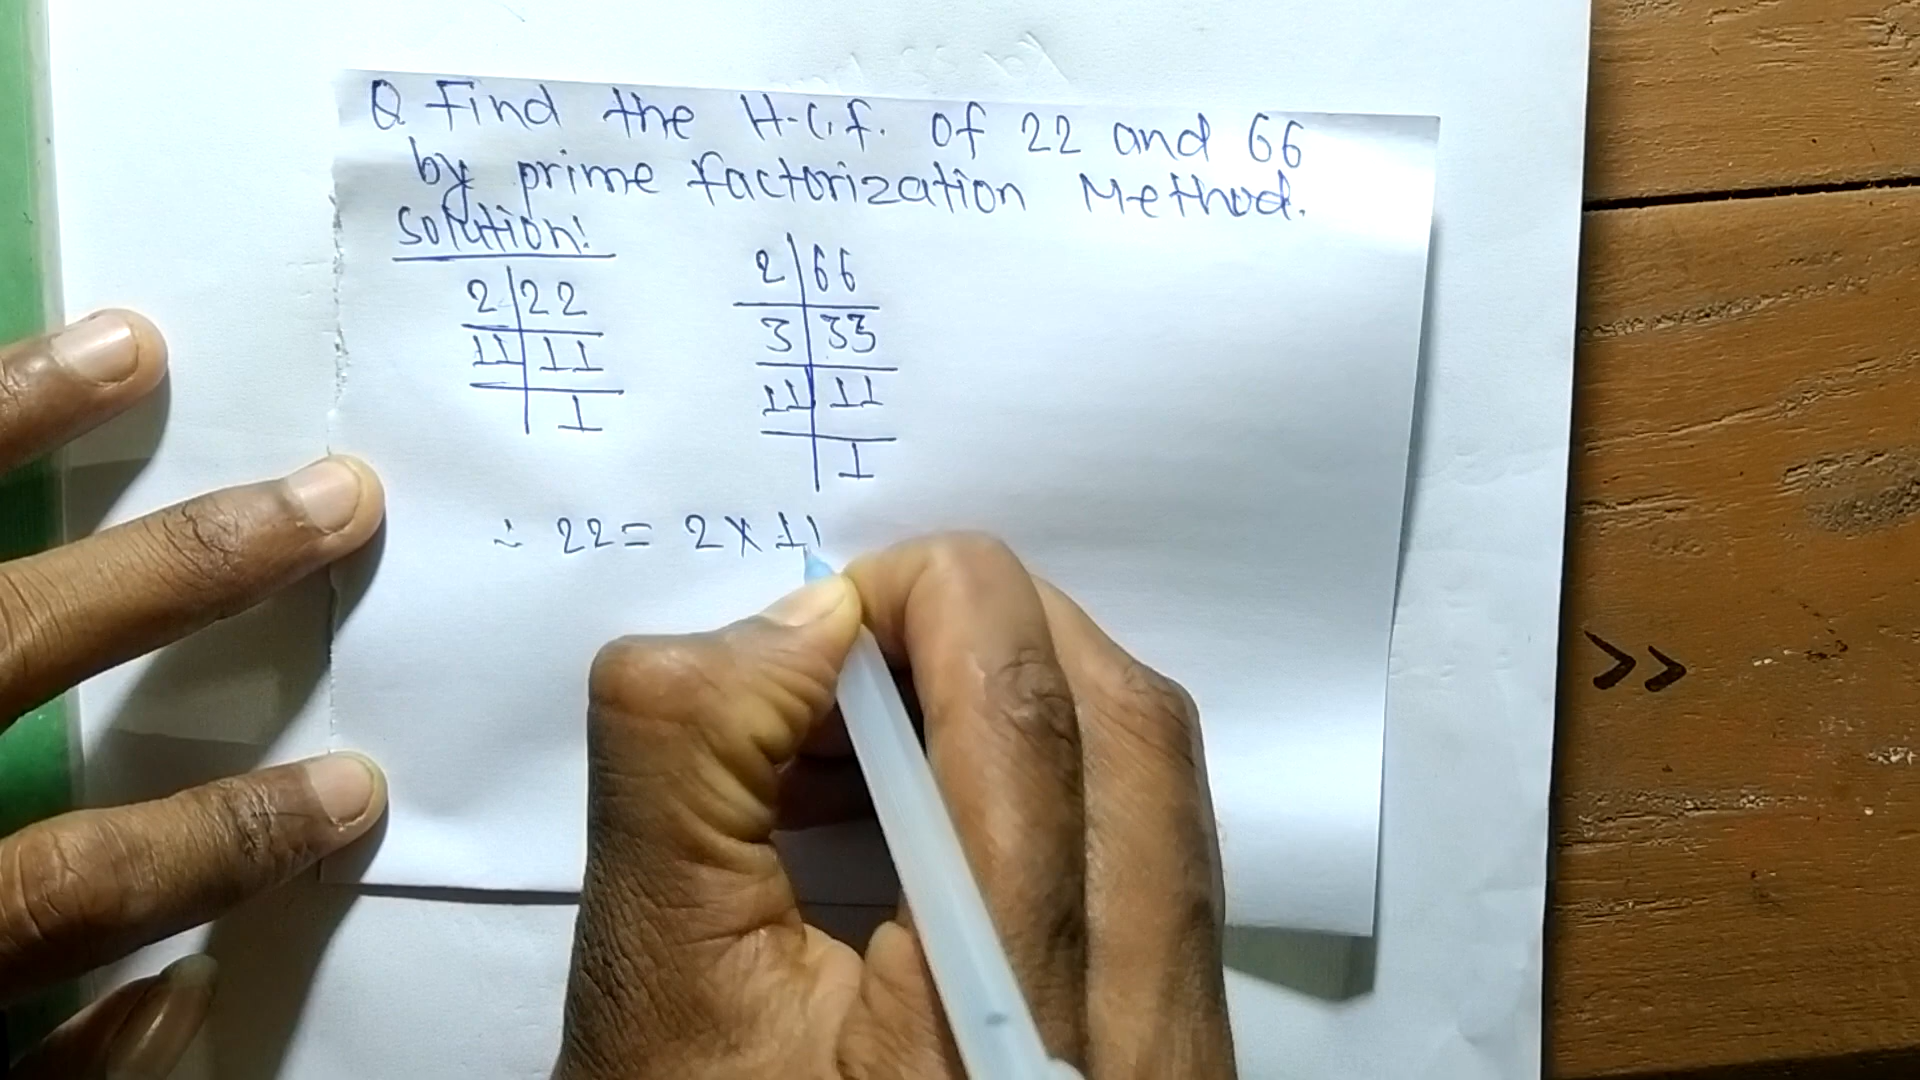 Q Find the H.C.f. of 22 and 66
by prime factorization Method.
solution:
2 | 22
11 | 11
1
2 | 66
3 | 33
11 | 11
1
∴ 22 = 2 × 11
>>